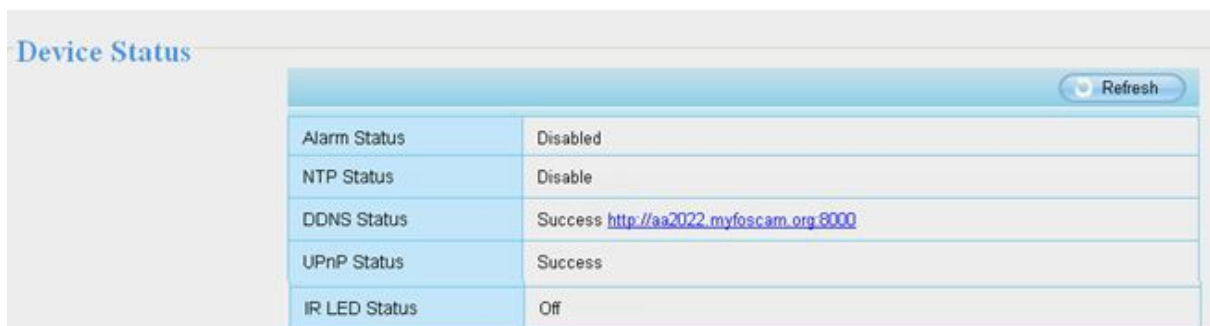 Device Status
Refresh
Alarm Status Disabled
NTP Status Disable
DDNS Status Success http://aa2022.myfoscam.org:8000
UPnP Status Success
IR LED Status Off